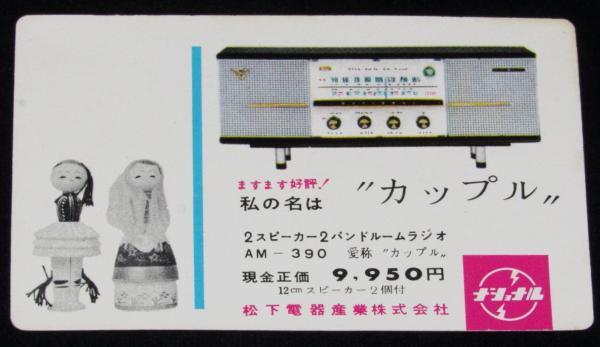 ますます好評!
私の名は
"カップル"
2スピーカー2バンドルームラジオ
AM－390 愛称 "カップル"
現金正価 9,950円
12cmスピーカー2個付
松下電器産業株式会社
ナショナル